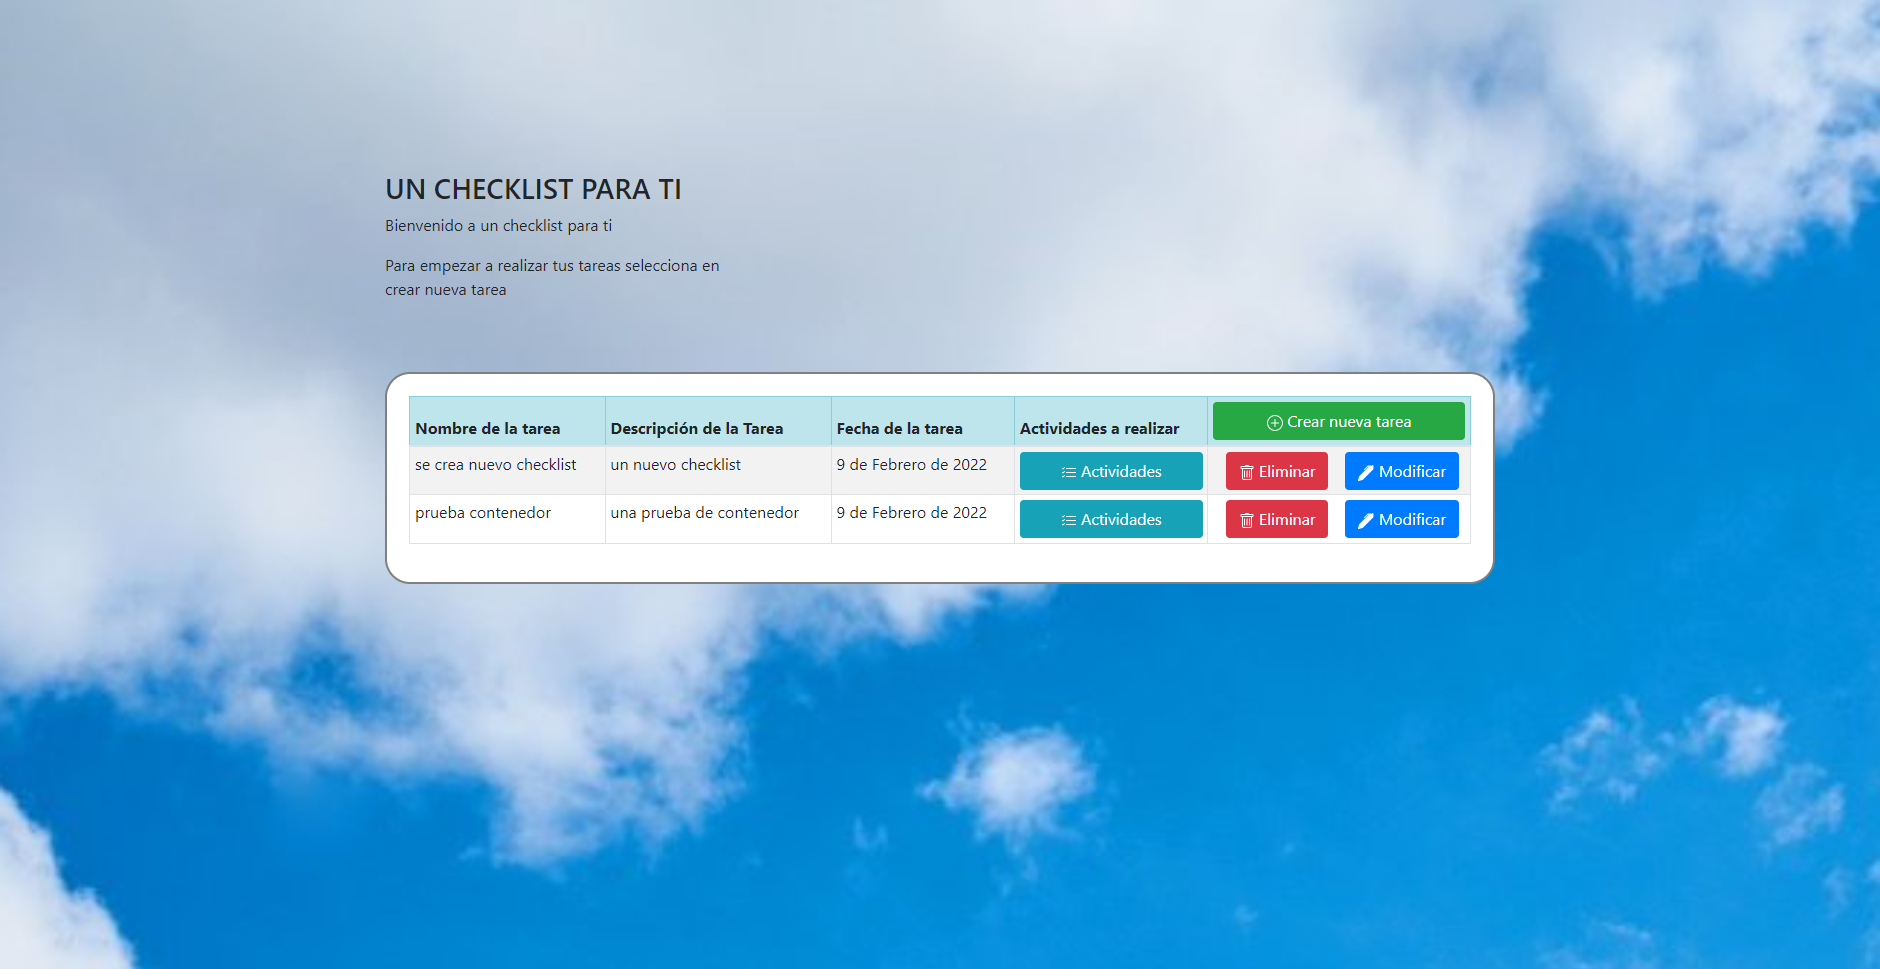 UN CHECKLIST PARA TI
Bienvenido a un checklist para ti
Para empezar a realizar tus tareas selecciona en
crear nueva tarea
Nombre de la tarea Descripción de la Tarea Fecha de la tarea Actividades a realizar Crear nueva tarea
se crea nuevo checklist un nuevo checklist 9 de Febrero de 2022 Actividades Eliminar Modificar
prueba contenedor una prueba de contenedor 9 de Febrero de 2022 Actividades Eliminar Modificar